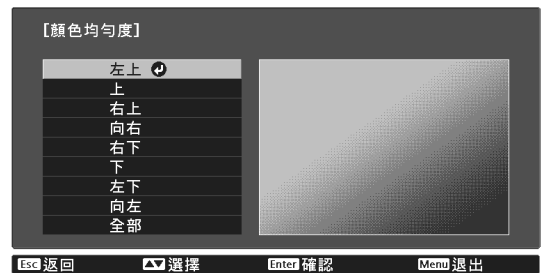 [顏色均勻度]
左上
上
右上
向右
右下
下
左下
向左
全部
Esc 返回 選擇 Enter 確認 Menu 退出